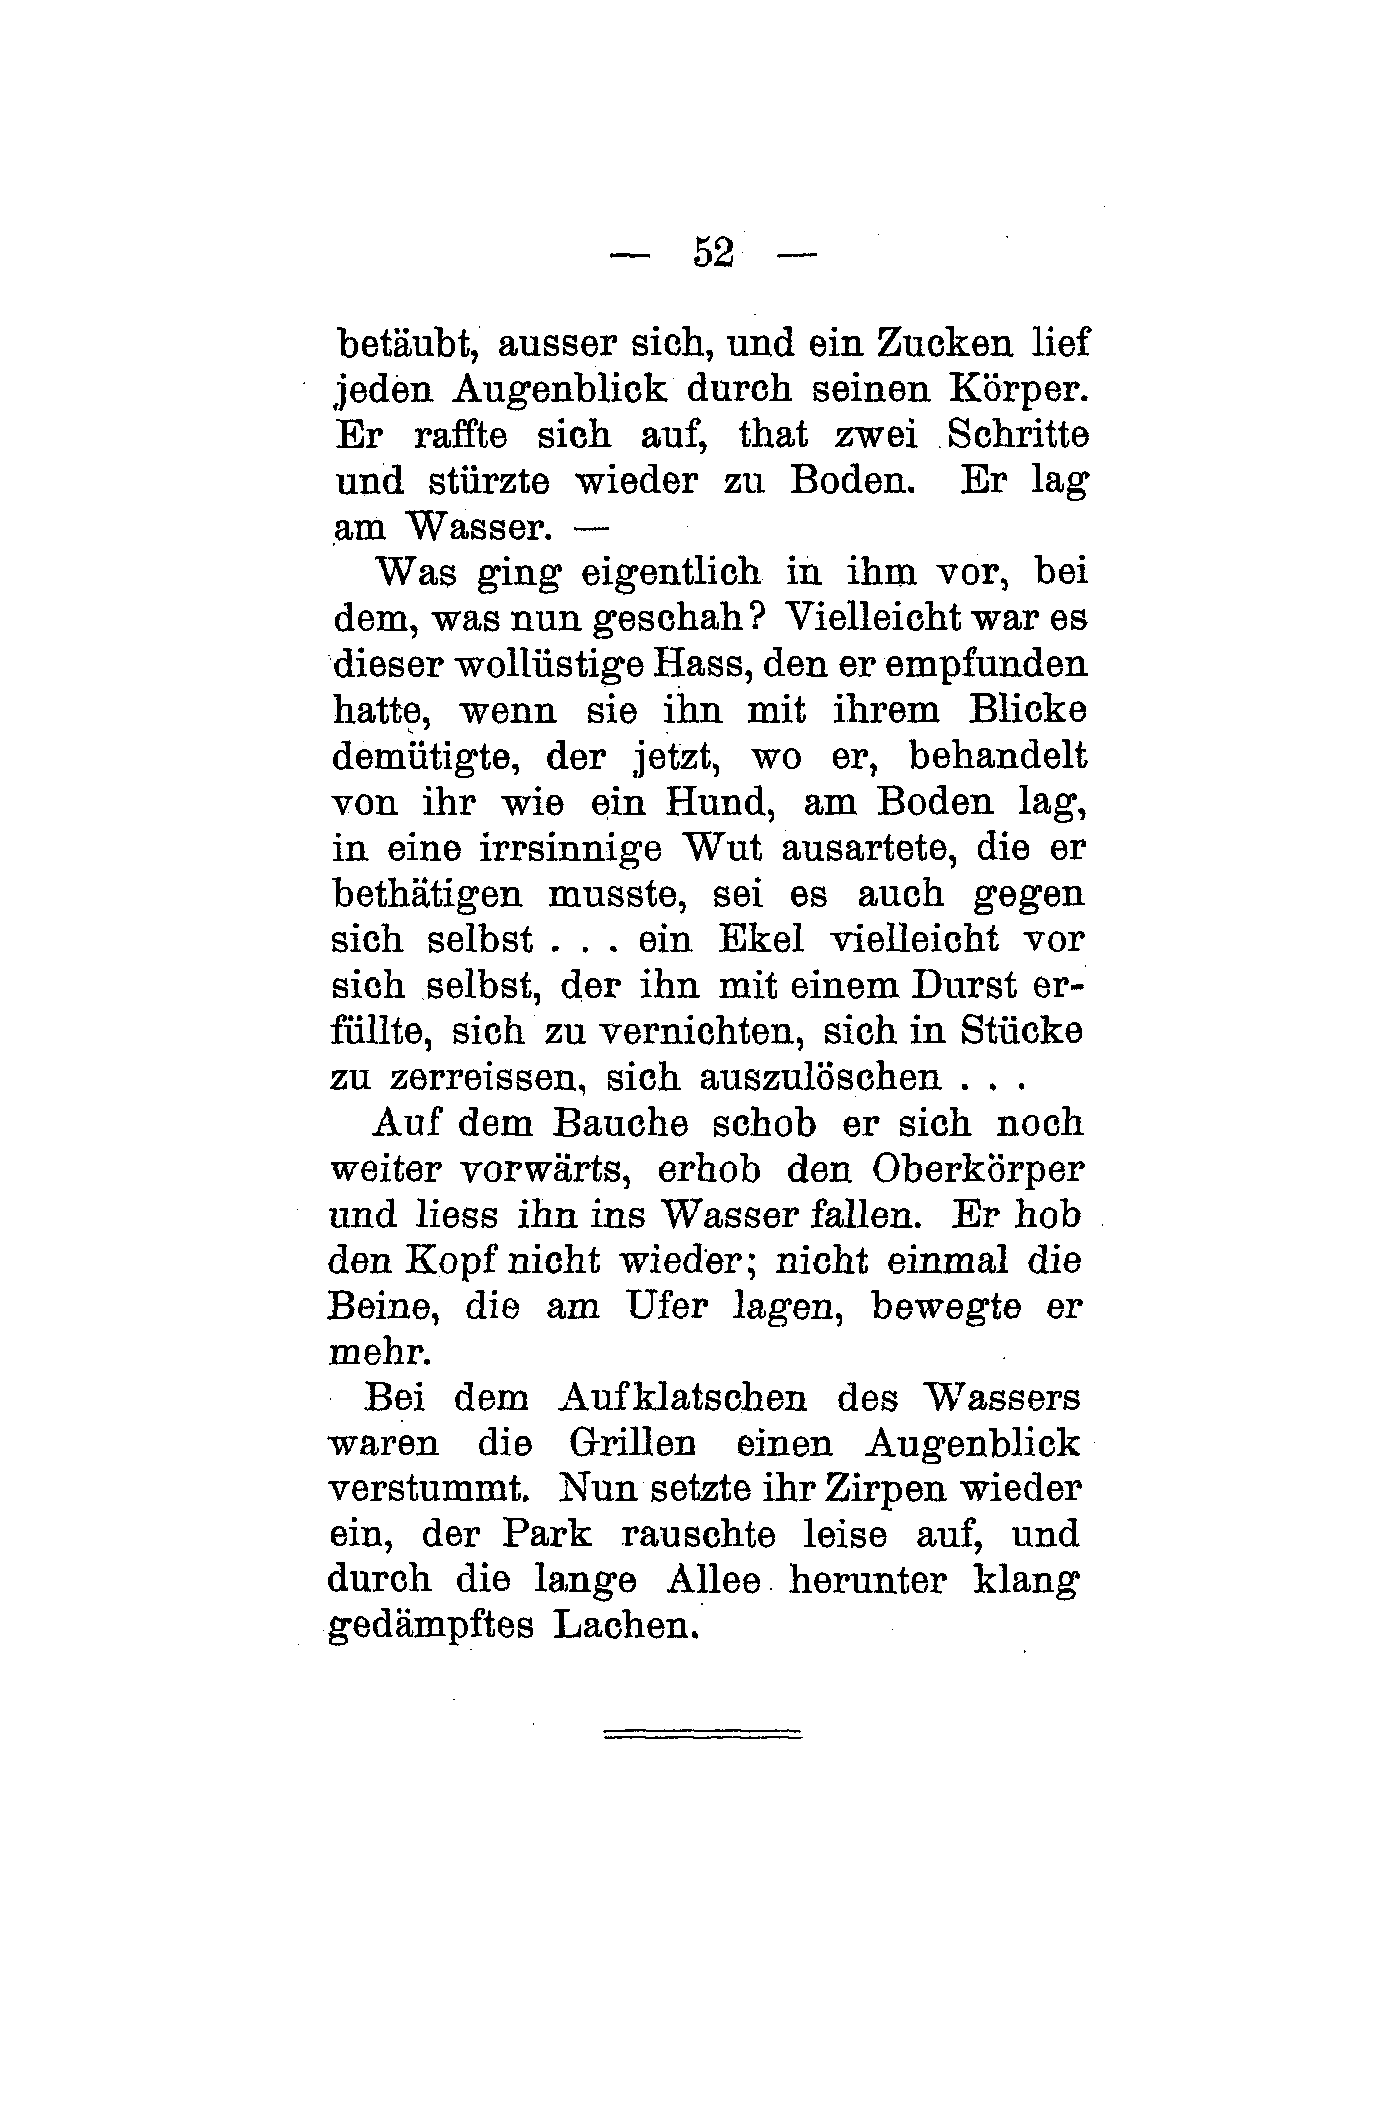 — 52 —
betäubt, ausser sich, und ein Zucken lief
jeden Augenblick durch seinen Körper.
Er raffte sich auf, that zwei Schritte
und stürzte wieder zu Boden. Er lag
am Wasser. —
Was ging eigentlich in ihm vor, bei
dem, was nun geschah? Vielleicht war es
dieser wollüstige Hass, den er empfunden
hatte, wenn sie ihn mit ihrem Blicke
demütigte, der jetzt, wo er, behandelt
von ihr wie ein Hund, am Boden lag,
in eine irrsinnige Wut ausartete, die er
bethätigen musste, sei es auch gegen
sich selbst . . . ein Ekel vielleicht vor
sich selbst, der ihn mit einem Durst er-
füllte, sich zu vernichten, sich in Stücke
zu zerreissen, sich auszulöschen . . .
Auf dem Bauche schob er sich noch
weiter vorwärts, erhob den Oberkörper
und liess ihn ins Wasser fallen. Er hob
den Kopf nicht wieder; nicht einmal die
Beine, die am Ufer lagen, bewegte er
mehr.
Bei dem Aufklatschen des Wassers
waren die Grillen einen Augenblick
verstummt. Nun setzte ihr Zirpen wieder
ein, der Park rauschte leise auf, und
durch die lange Allee herunter klang
gedämpftes Lachen.